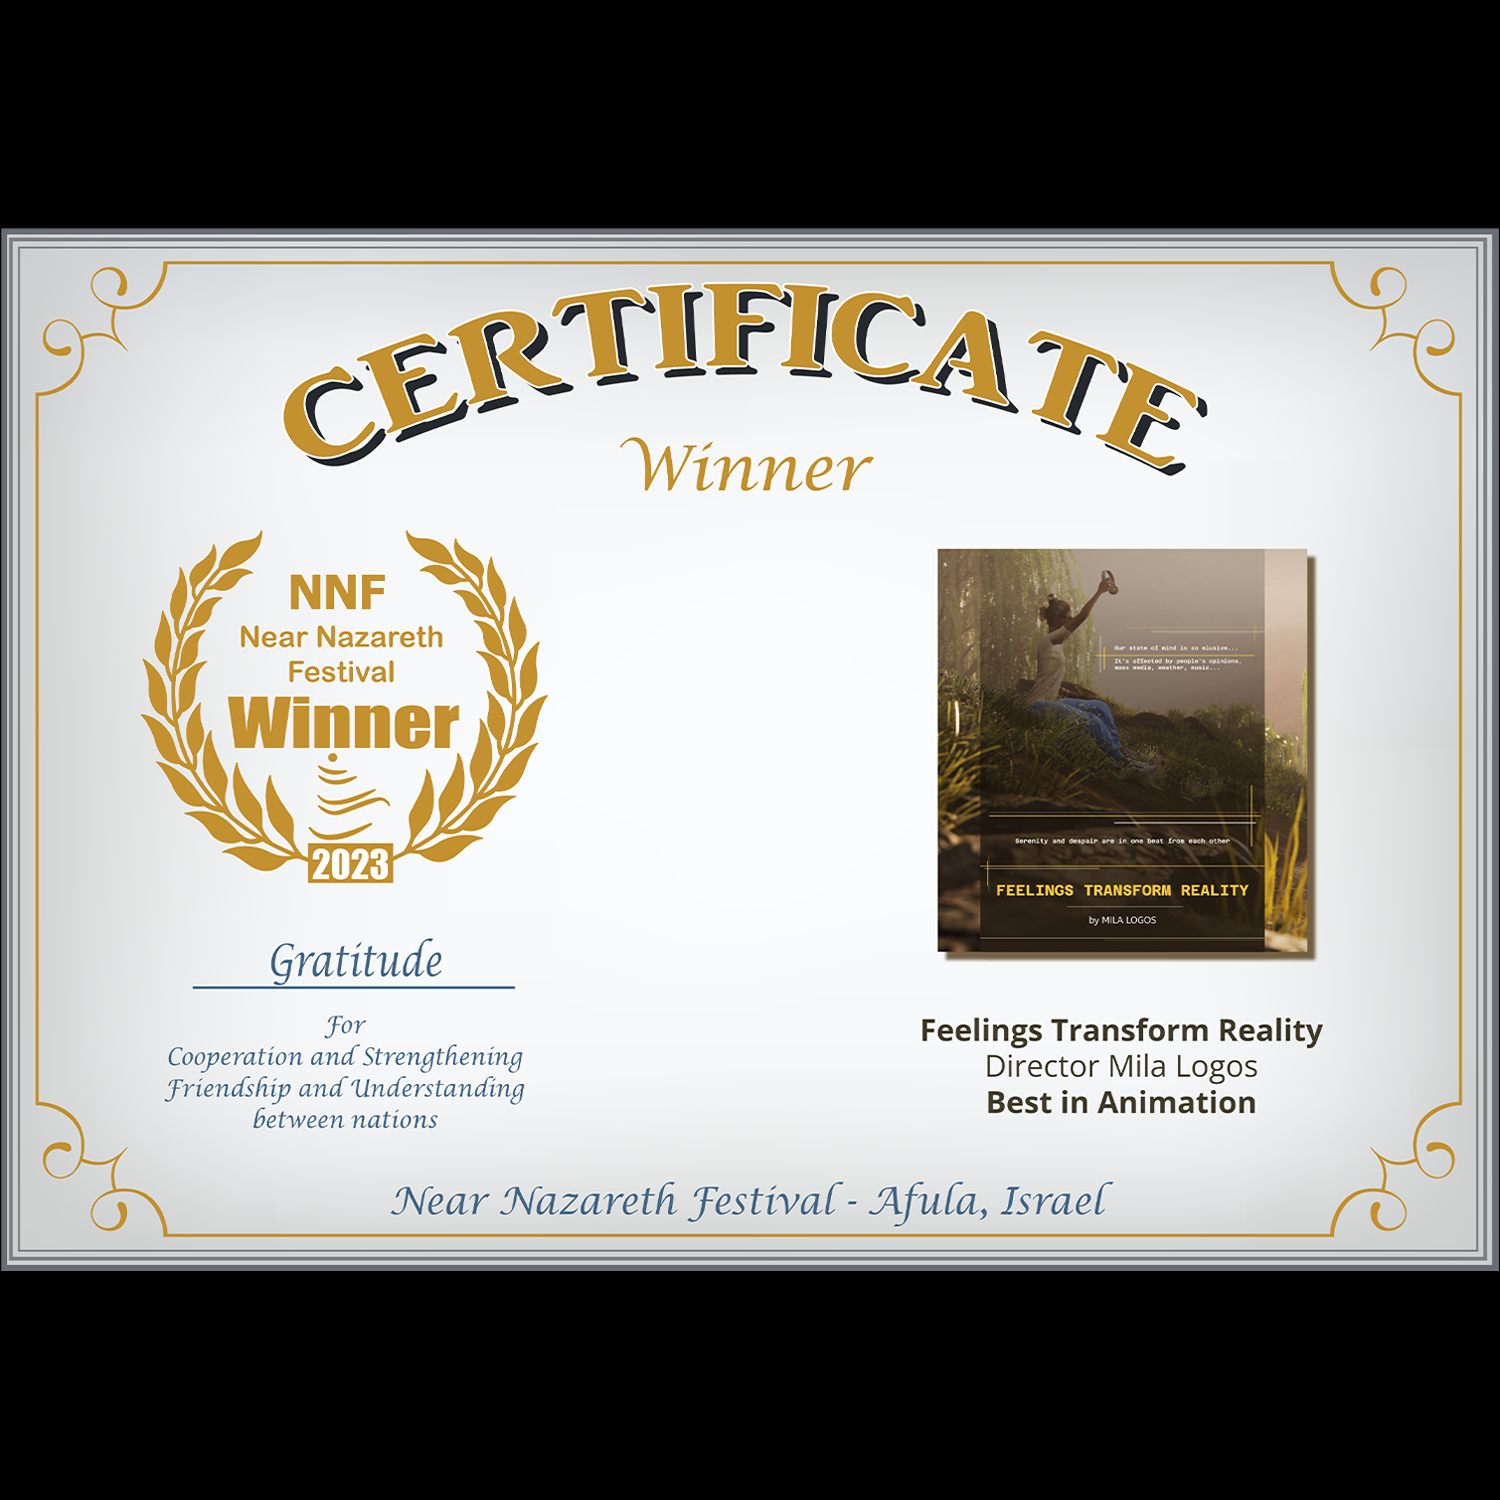 CERTIFICATE
Winner
NNF
Near Nazareth
Festival
Winner
2023
Gratitude
For
Cooperation and Strengthening
Friendship and Understanding
between nations
Our state of mind is so elusive...
It's affected by people's opinions,
mass media, weather, music...
Serenity and despair are in one beat from each other
FEELINGS TRANSFORM REALITY
by MILA LOGOS
Feelings Transform Reality
Director Mila Logos
Best in Animation
Near Nazareth Festival - Afula, Israel